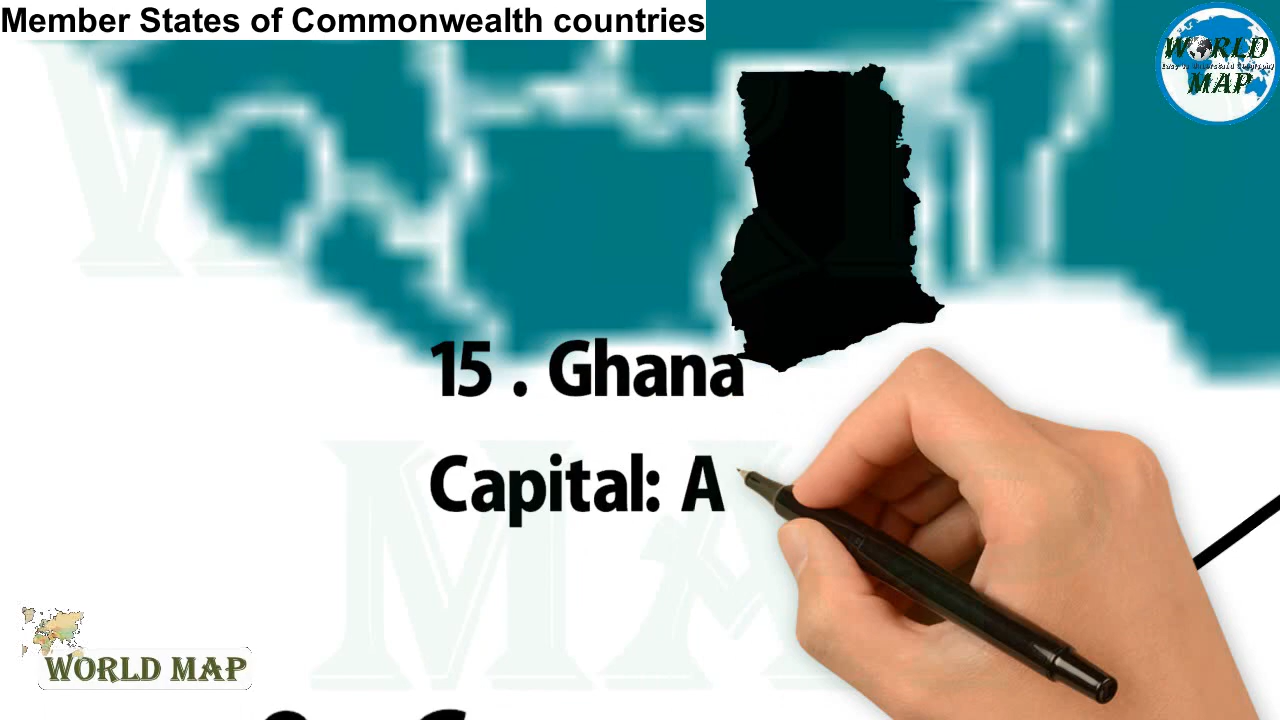 Member States of Commonwealth countries
WORLD
MAP
15 . Ghana
Capital: A
WORLD MAP